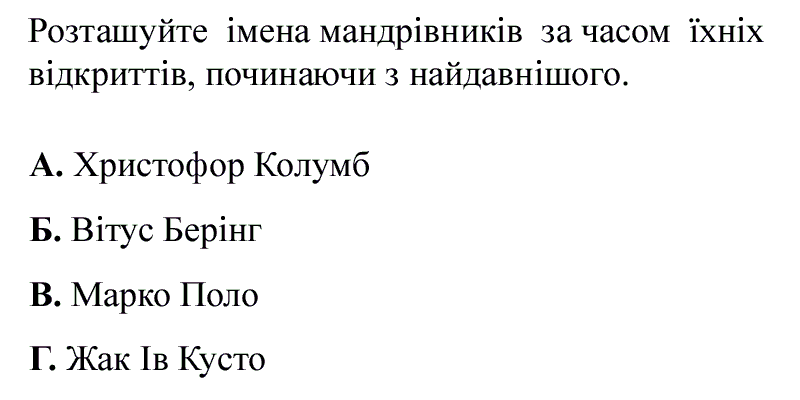 Розташуйте імена мандрівників за часом їхніх
відкриттів, починаючи з найдавнішого.
А. Христофор Колумб
Б. Вітус Берінг
В. Марко Поло
Г. Жак Ів Кусто